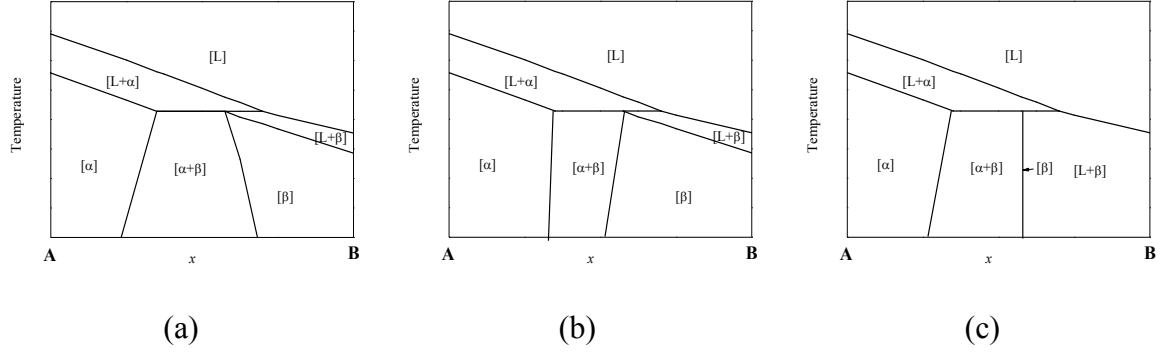 Temperature
[L]
[L+α]
[L+β]
[α]
[α+β]
[β]
A
x
B
(a)
Temperature
[L]
[L+α]
[L+β]
[α]
[α+β]
[β]
A
x
B
(b)
Temperature
[L]
[L+α]
[α]
[α+β]
[β]
[L+β]
A
x
B
(c)